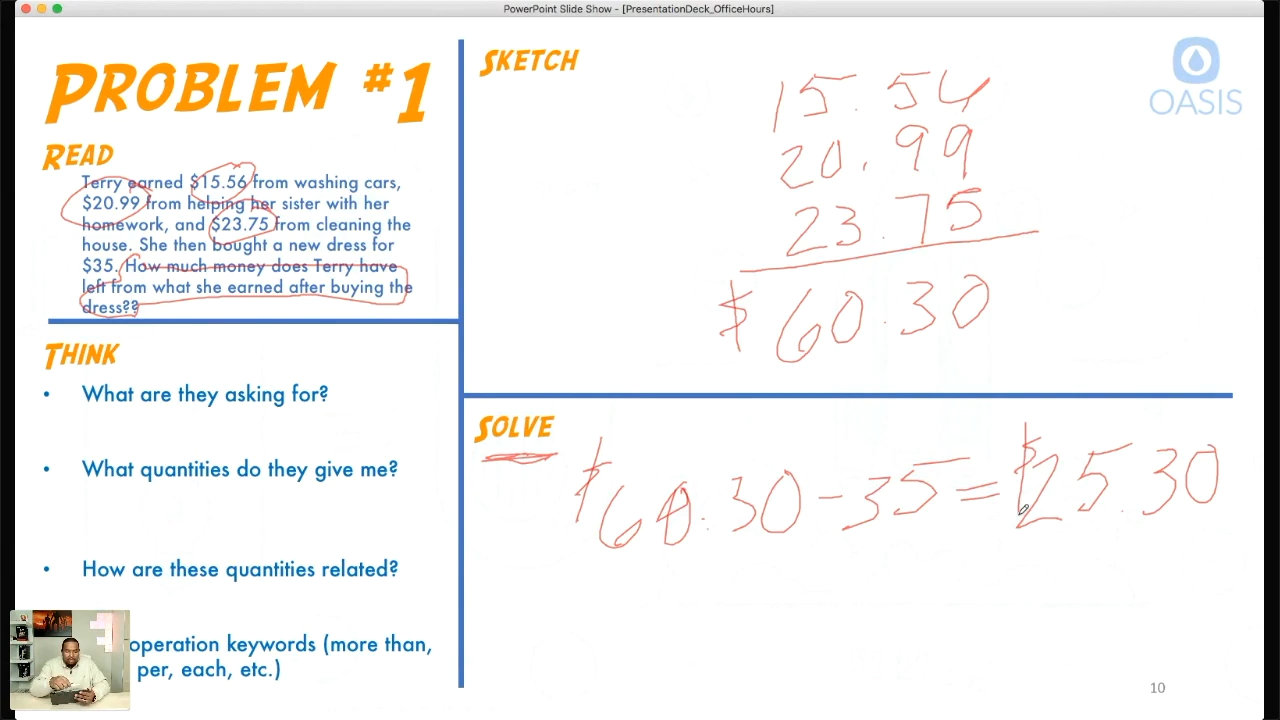 PowerPoint Slide Show - [PresentationDeck_OfficeHours]
PROBLEM #1
READ
Terry earned $15.56 from washing cars,
$20.99 from helping her sister with her
homework, and $23.75 from cleaning the
house. She then bought a new dress for
$35. How much money does Terry have
left from what she earned after buying the
dress??
THINK
• What are they asking for?
• What quantities do they give me?
• How are these quantities related?
operation keywords (more than,
per, each, etc.)
SKETCH
15.54
20.99
23.75
$60.30
SOLVE
$60.30-35=$25.30
OASIS
10